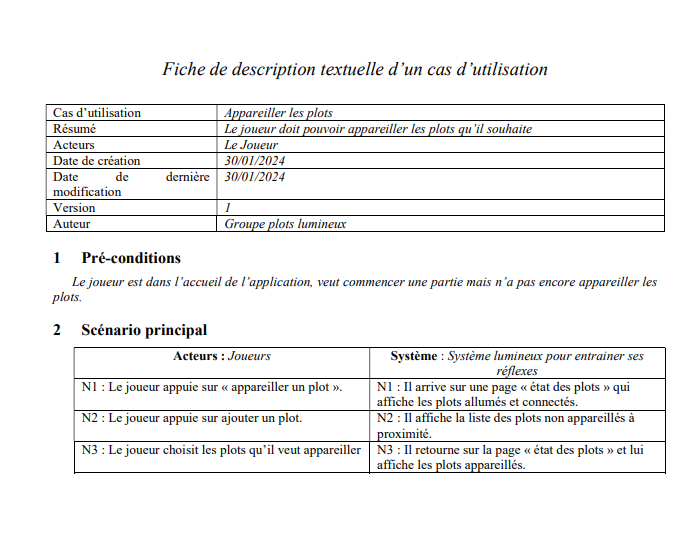 Fiche de description textuelle d’un cas d’utilisation
Cas d’utilisation Appareiller les plots
Résumé Le joueur doit pouvoir appareiller les plots qu’il souhaite
Acteurs Le Joueur
Date de création 30/01/2024
Date de dernière 30/01/2024
modification
Version 1
Auteur Groupe plots lumineux
1 Pré-conditions
Le joueur est dans l’accueil de l’application, veut commencer une partie mais n’a pas encore appareiller les
plots.
2 Scénario principal
Acteurs : Joueurs
Système : Système lumineux pour entrainer ses
réflexes
N1 : Le joueur appuie sur « appareiller un plot ».
N1 : Il arrive sur une page « état des plots » qui
affiche les plots allumés et connectés.
N2 : Le joueur appuie sur ajouter un plot.
N2 : Il affiche la liste des plots non appareillés à
proximité.
N3 : Le joueur choisit les plots qu’il veut appareiller
N3 : Il retourne sur la page « état des plots » et lui
affiche les plots appareillés.